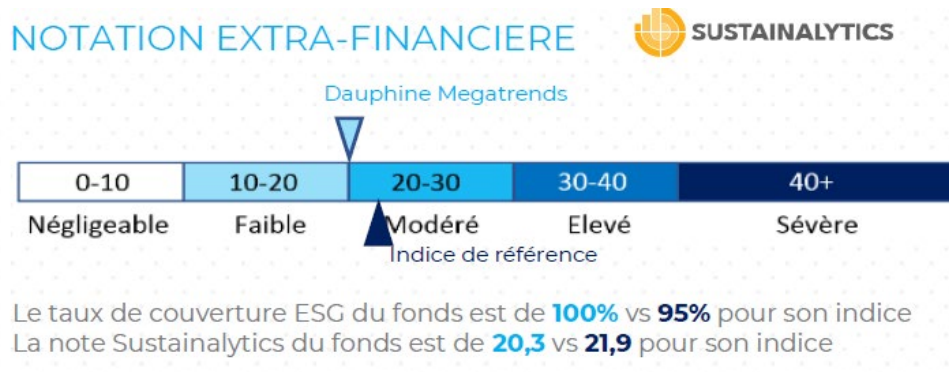 NOTATION EXTRA-FINANCIERE
SUSTAINALYTICS
Dauphine Megatrends
0-10 10-20 20-30 30-40 40+
Négligeable Faible Modéré Elevé Sévère
Indice de référence
Le taux de couverture ESG du fonds est de 100% vs 95% pour son indice
La note Sustainalytics du fonds est de 20,3 vs 21,9 pour son indice